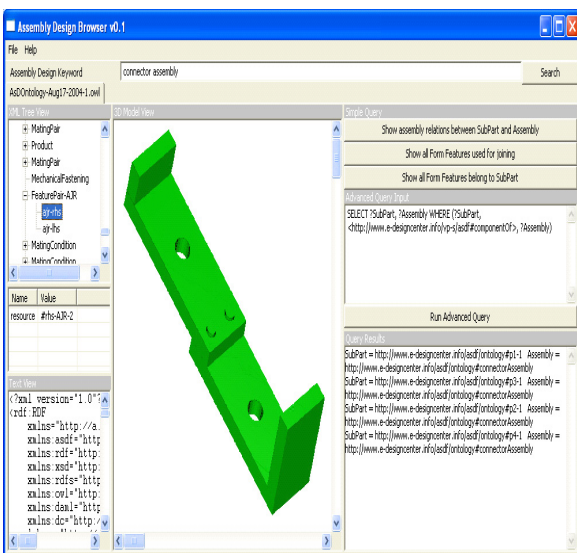 Assembly Design Browser v0.1
File Help
Assembly Design Keyword
connector assembly
Search
AsDOntology-Aug17-2004-1.owl
XML Tree View
MatingPair
Product
MatingPair
MechanicalFastening
FeaturePair-AJR
ajr-rhs
ajr-lhs
MatingCondition
MatingCondition
Name Value
resource #rhs-AJR-2
Text View
<?xml version="1.0"?
<rdf:RDF
xmlns="http://a.
xmlns:asdf="http
xmlns:rdf="http:
xmlns:xsd="http:
xmlns:rdfs="http
xmlns:owl="http:
xmlns:daml="http
xmlns:dc="http:/
3D Model View
Simple Query
Show assembly relations between SubPart and Assembly
Show all Form Features used for joining
Show all Form Features belong to SubPart
Advanced Query Input
SELECT ?SubPart, ?Assembly WHERE (?SubPart,
<http://www.e-designcenter.info/vp-s/asdf#componentOf>, ?Assembly)
Run Advanced Query
Query Results
SubPart = http://www.e-designcenter.info/asdf/ontology#p1-1 Assembly =
http://www.e-designcenter.info/asdf/ontology#connectorAssembly
SubPart = http://www.e-designcenter.info/asdf/ontology#p3-1 Assembly =
http://www.e-designcenter.info/asdf/ontology#connectorAssembly
SubPart = http://www.e-designcenter.info/asdf/ontology#p2-1 Assembly =
http://www.e-designcenter.info/asdf/ontology#connectorAssembly
SubPart = http://www.e-designcenter.info/asdf/ontology#p4-1 Assembly =
http://www.e-designcenter.info/asdf/ontology#connectorAssembly